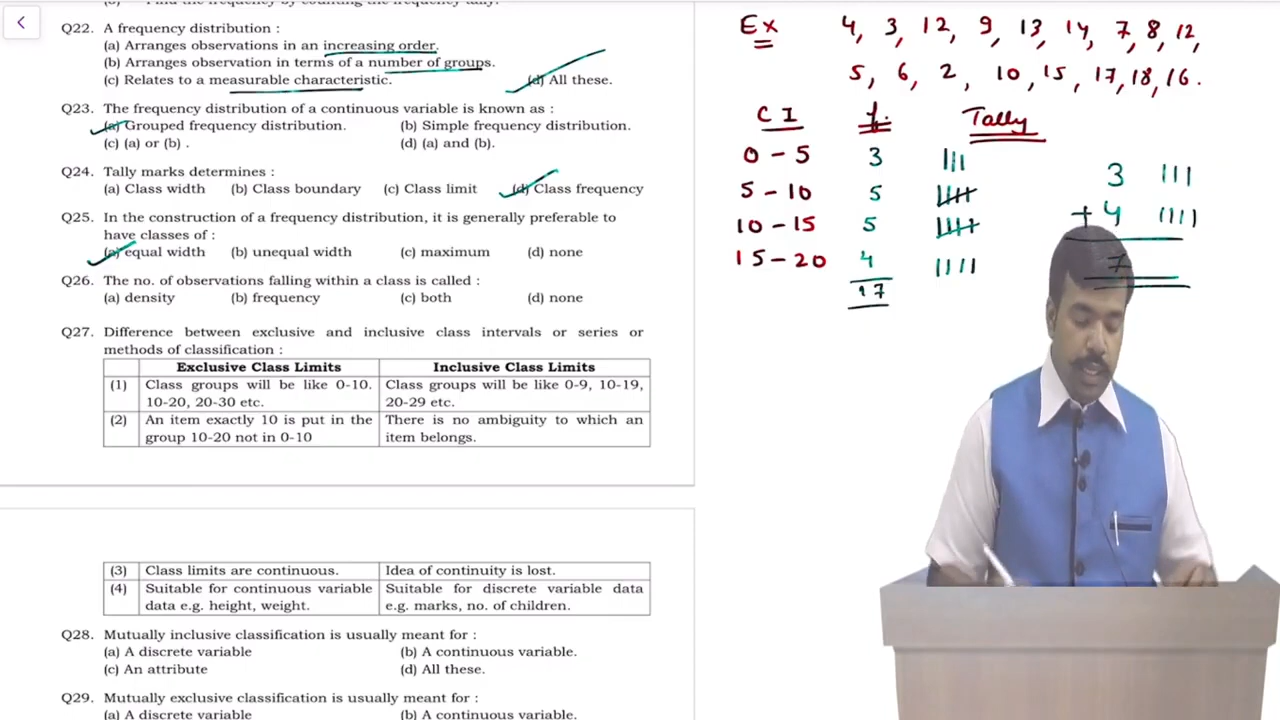 Q22. A frequency distribution :
(a) Arranges observations in an increasing order.
(b) Arranges observation in terms of a number of groups.
(c) Relates to a measurable characteristic. (d) All these.
Q23. The frequency distribution of a continuous variable is known as :
(a) Grouped frequency distribution. (b) Simple frequency distribution.
(c) (a) or (b) . (d) (a) and (b).
Q24. Tally marks determines :
(a) Class width (b) Class boundary (c) Class limit (d) Class frequency
Q25. In the construction of a frequency distribution, it is generally preferable to
have classes of :
(a) equal width (b) unequal width (c) maximum (d) none
Q26. The no. of observations falling within a class is called :
(a) density (b) frequency (c) both (d) none
Q27. Difference between exclusive and inclusive class intervals or series or
methods of classification :
Exclusive Class Limits Inclusive Class Limits
(1) Class groups will be like 0-10. Class groups will be like 0-9, 10-19,
10-20, 20-30 etc. 20-29 etc.
(2) An item exactly 10 is put in the There is no ambiguity to which an
group 10-20 not in 0-10 item belongs.
(3) Class limits are continuous. Idea of continuity is lost.
(4) Suitable for continuous variable Suitable for discrete variable data
data e.g. height, weight. e.g. marks, no. of children.
Q28. Mutually inclusive classification is usually meant for :
(a) A discrete variable (b) A continuous variable.
(c) An attribute (d) All these.
Q29. Mutually exclusive classification is usually meant for :
(a) A discrete variable (b) A continuous variable.
Ex 4, 3, 12, 9, 13, 14, 7, 8, 12,
5, 6, 2, 10, 15, 17, 18, 16.
C I f. Tally
0 - 5 3 |||
5 - 10 5 ||||
10 - 15 5 ||||
15 - 20 4 ||||
17
3 |||
+ 4 ||||
7